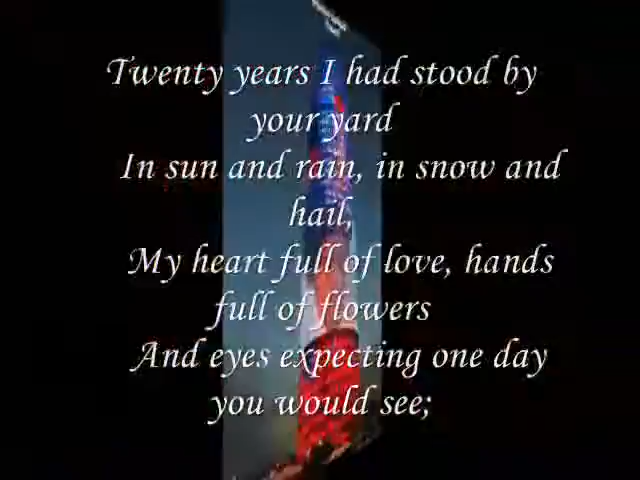 Twenty years I had stood by
your yard
In sun and rain, in snow and
hail,
My heart full of love, hands
full of flowers
And eyes expecting one day
you would see;